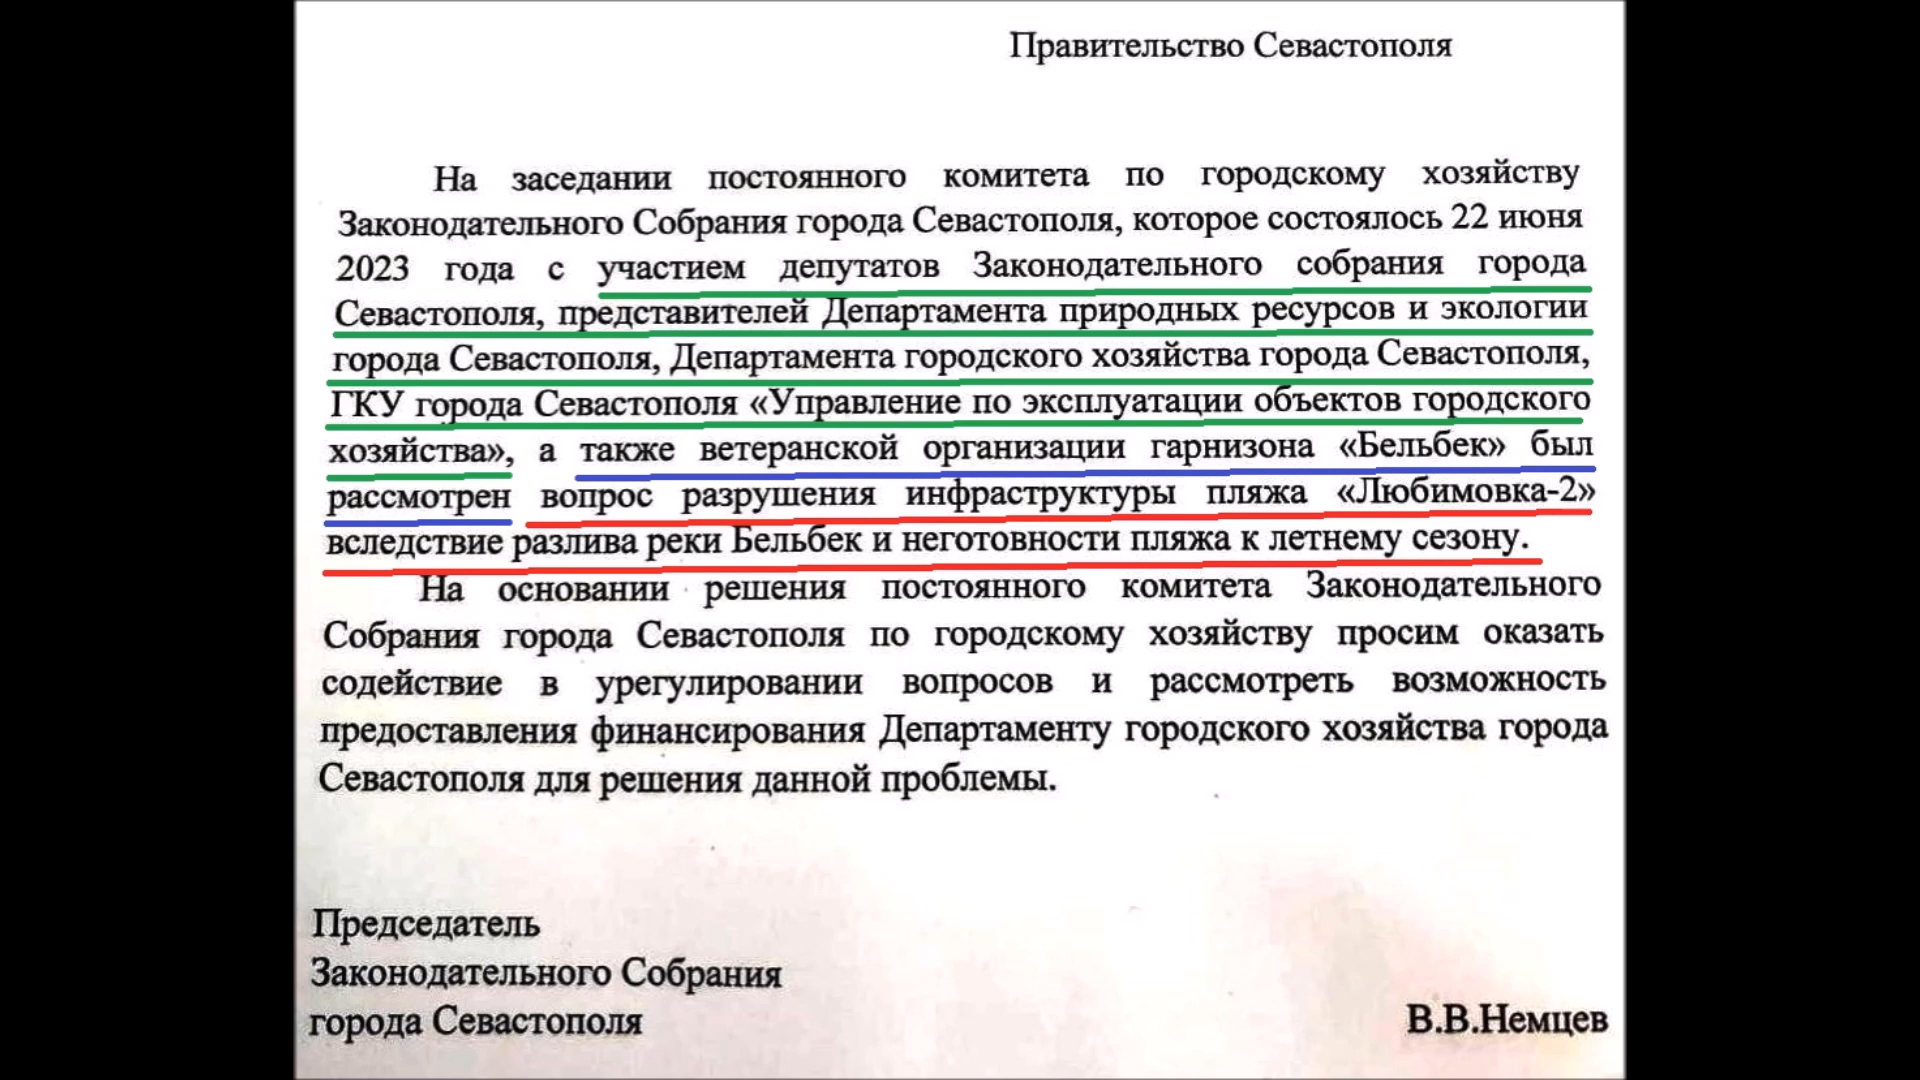 Правительство Севастополя
На заседании постоянного комитета по городскому хозяйству
Законодательного Собрания города Севастополя, которое состоялось 22 июня
2023 года с участием депутатов Законодательного собрания города
Севастополя, представителей Департамента природных ресурсов и экологии
города Севастополя, Департамента городского хозяйства города Севастополя,
ГКУ города Севастополя «Управление по эксплуатации объектов городского
хозяйства», а также ветеранской организации гарнизона «Бельбек» был
рассмотрен вопрос разрушения инфраструктуры пляжа «Любимовка-2»
вследствие разлива реки Бельбек и неготовности пляжа к летнему сезону.
На основании решения постоянного комитета Законодательного
Собрания города Севастополя по городскому хозяйству просим оказать
содействие в урегулировании вопросов и рассмотреть возможность
предоставления финансирования Департаменту городского хозяйства города
Севастополя для решения данной проблемы.
Председатель
Законодательного Собрания
города Севастополя
В.В.Немцев